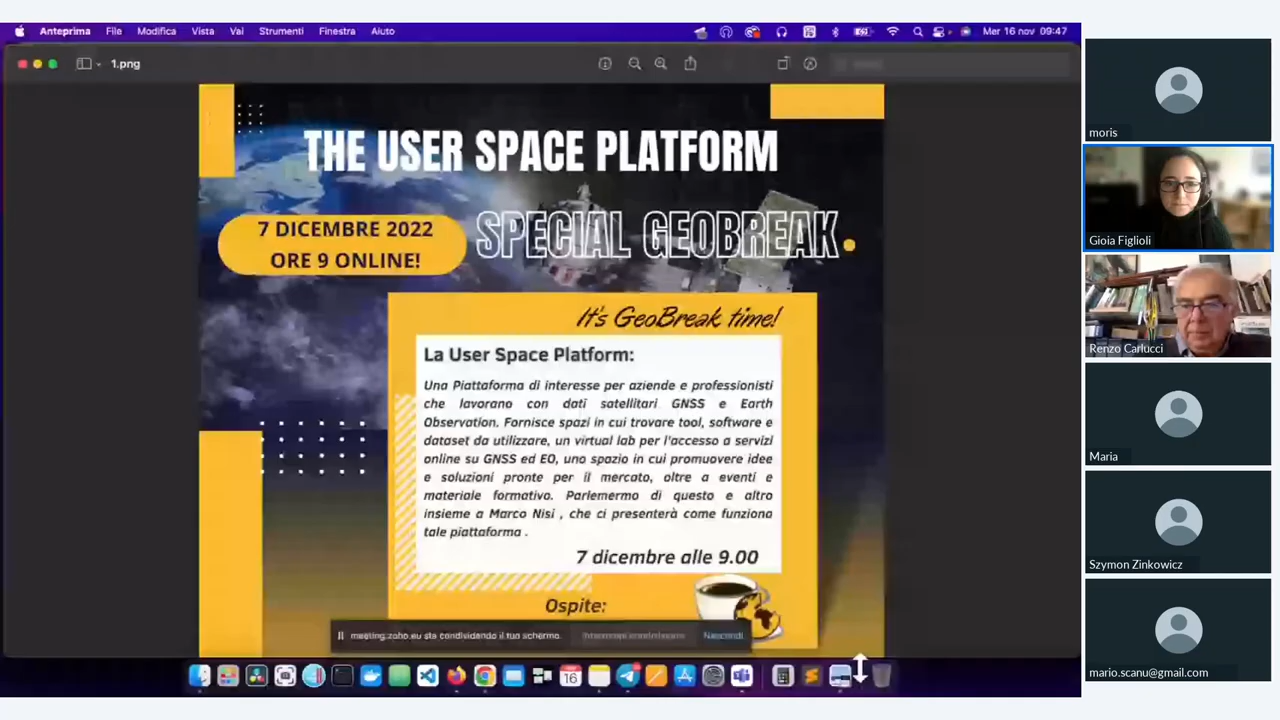 Anteprima File Modifica Vista Vai Strumenti Finestra Aiuto
Mer 16 nov 09:47
1.png
THE USER SPACE PLATFORM
SPECIAL GEOBREAK
7 DICEMBRE 2022
ORE 9 ONLINE!
It's GeoBreak time!
La User Space Platform:
Una Piattaforma di interesse per aziende e professionisti
che lavorano con dati satellitari GNSS e Earth
Observation. Fornisce spazi in cui trovare tool, software e
dataset da utilizzare, un virtual lab per l'accesso a servizi
online su GNSS ed EO, uno spazio in cui promuovere idee
e soluzioni pronte per il mercato, oltre a eventi e
materiale formativo. Parlemermo di questo e altro
insieme a Marco Nisi , che ci presenterà come funziona
tale piattaforma .
7 dicembre alle 9.00
Ospite:
meeting.zoho.eu sta condividendo il tuo schermo.
Nascondi
16
moris
Gioia Figlioli
Renzo Carlucci
Maria
Szymon Zinkowicz
mario.scanu@gmail.com